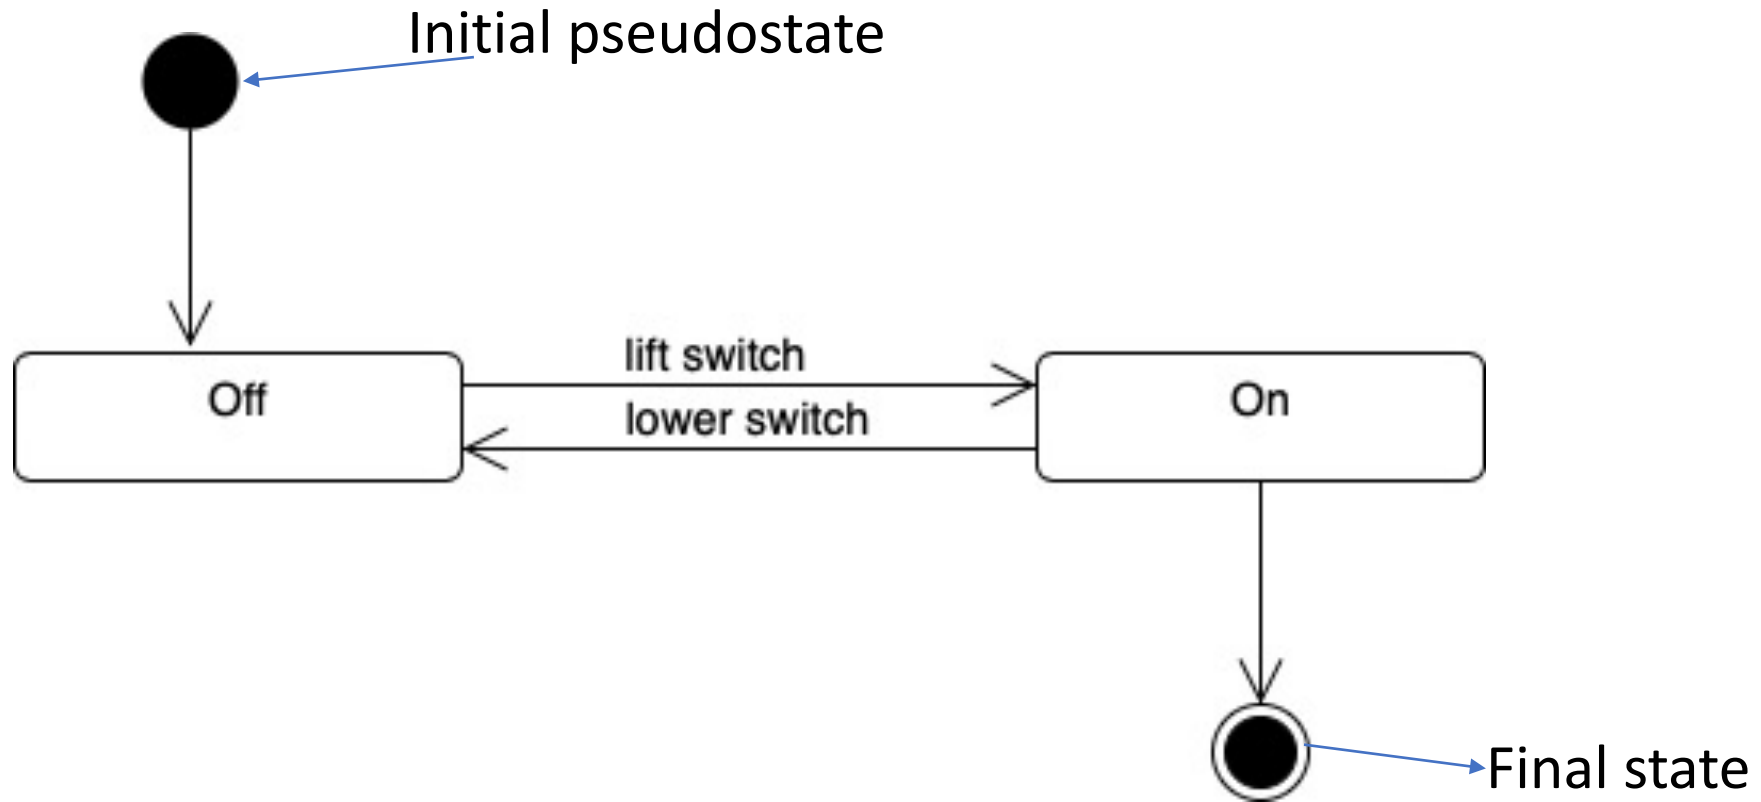 Initial pseudostate
lift switch
Off
On
lower switch
Final state